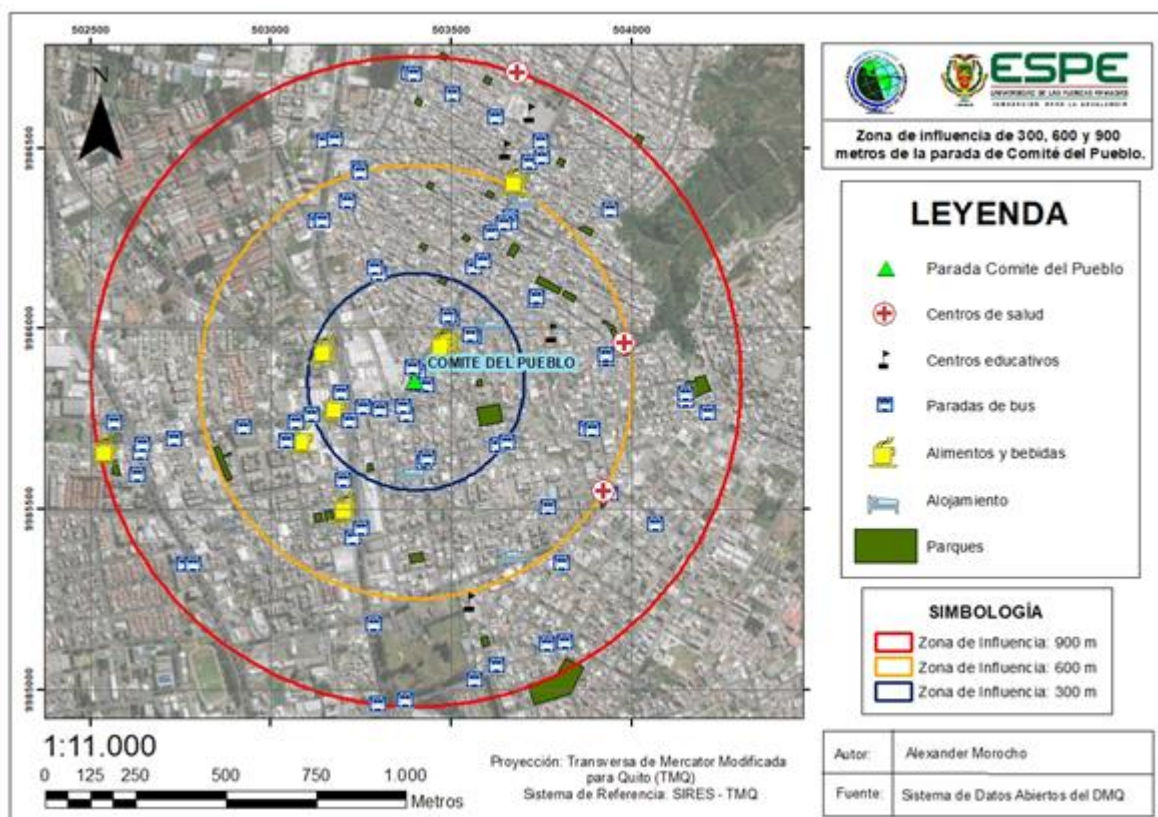 502500 503000 503500 504000
N
9986500
9986000
9985500
9985000
COMITE DEL PUEBLO
1:11.000
0 125 250 500 750 1.000
Metros
Proyección: Transversa de Mercator Modificada
para Quito (TMQ)
Sistema de Referencia: SIRES - TMQ
ESPE
UNIVERSIDAD DE LAS FUERZAS ARMADAS
INNOVACIÓN PARA LA EXCELENCIA
Zona de influencia de 300, 600 y 900
metros de la parada de Comité del Pueblo.
LEYENDA
Parada Comite del Pueblo
Centros de salud
Centros educativos
Paradas de bus
Alimentos y bebidas
Alojamiento
Parques
SIMBOLOGÍA
Zona de Influencia: 900 m
Zona de Influencia: 600 m
Zona de Influencia: 300 m
Autor: Alexander Morocho
Fuente: Sistema de Datos Abiertos del DMQ